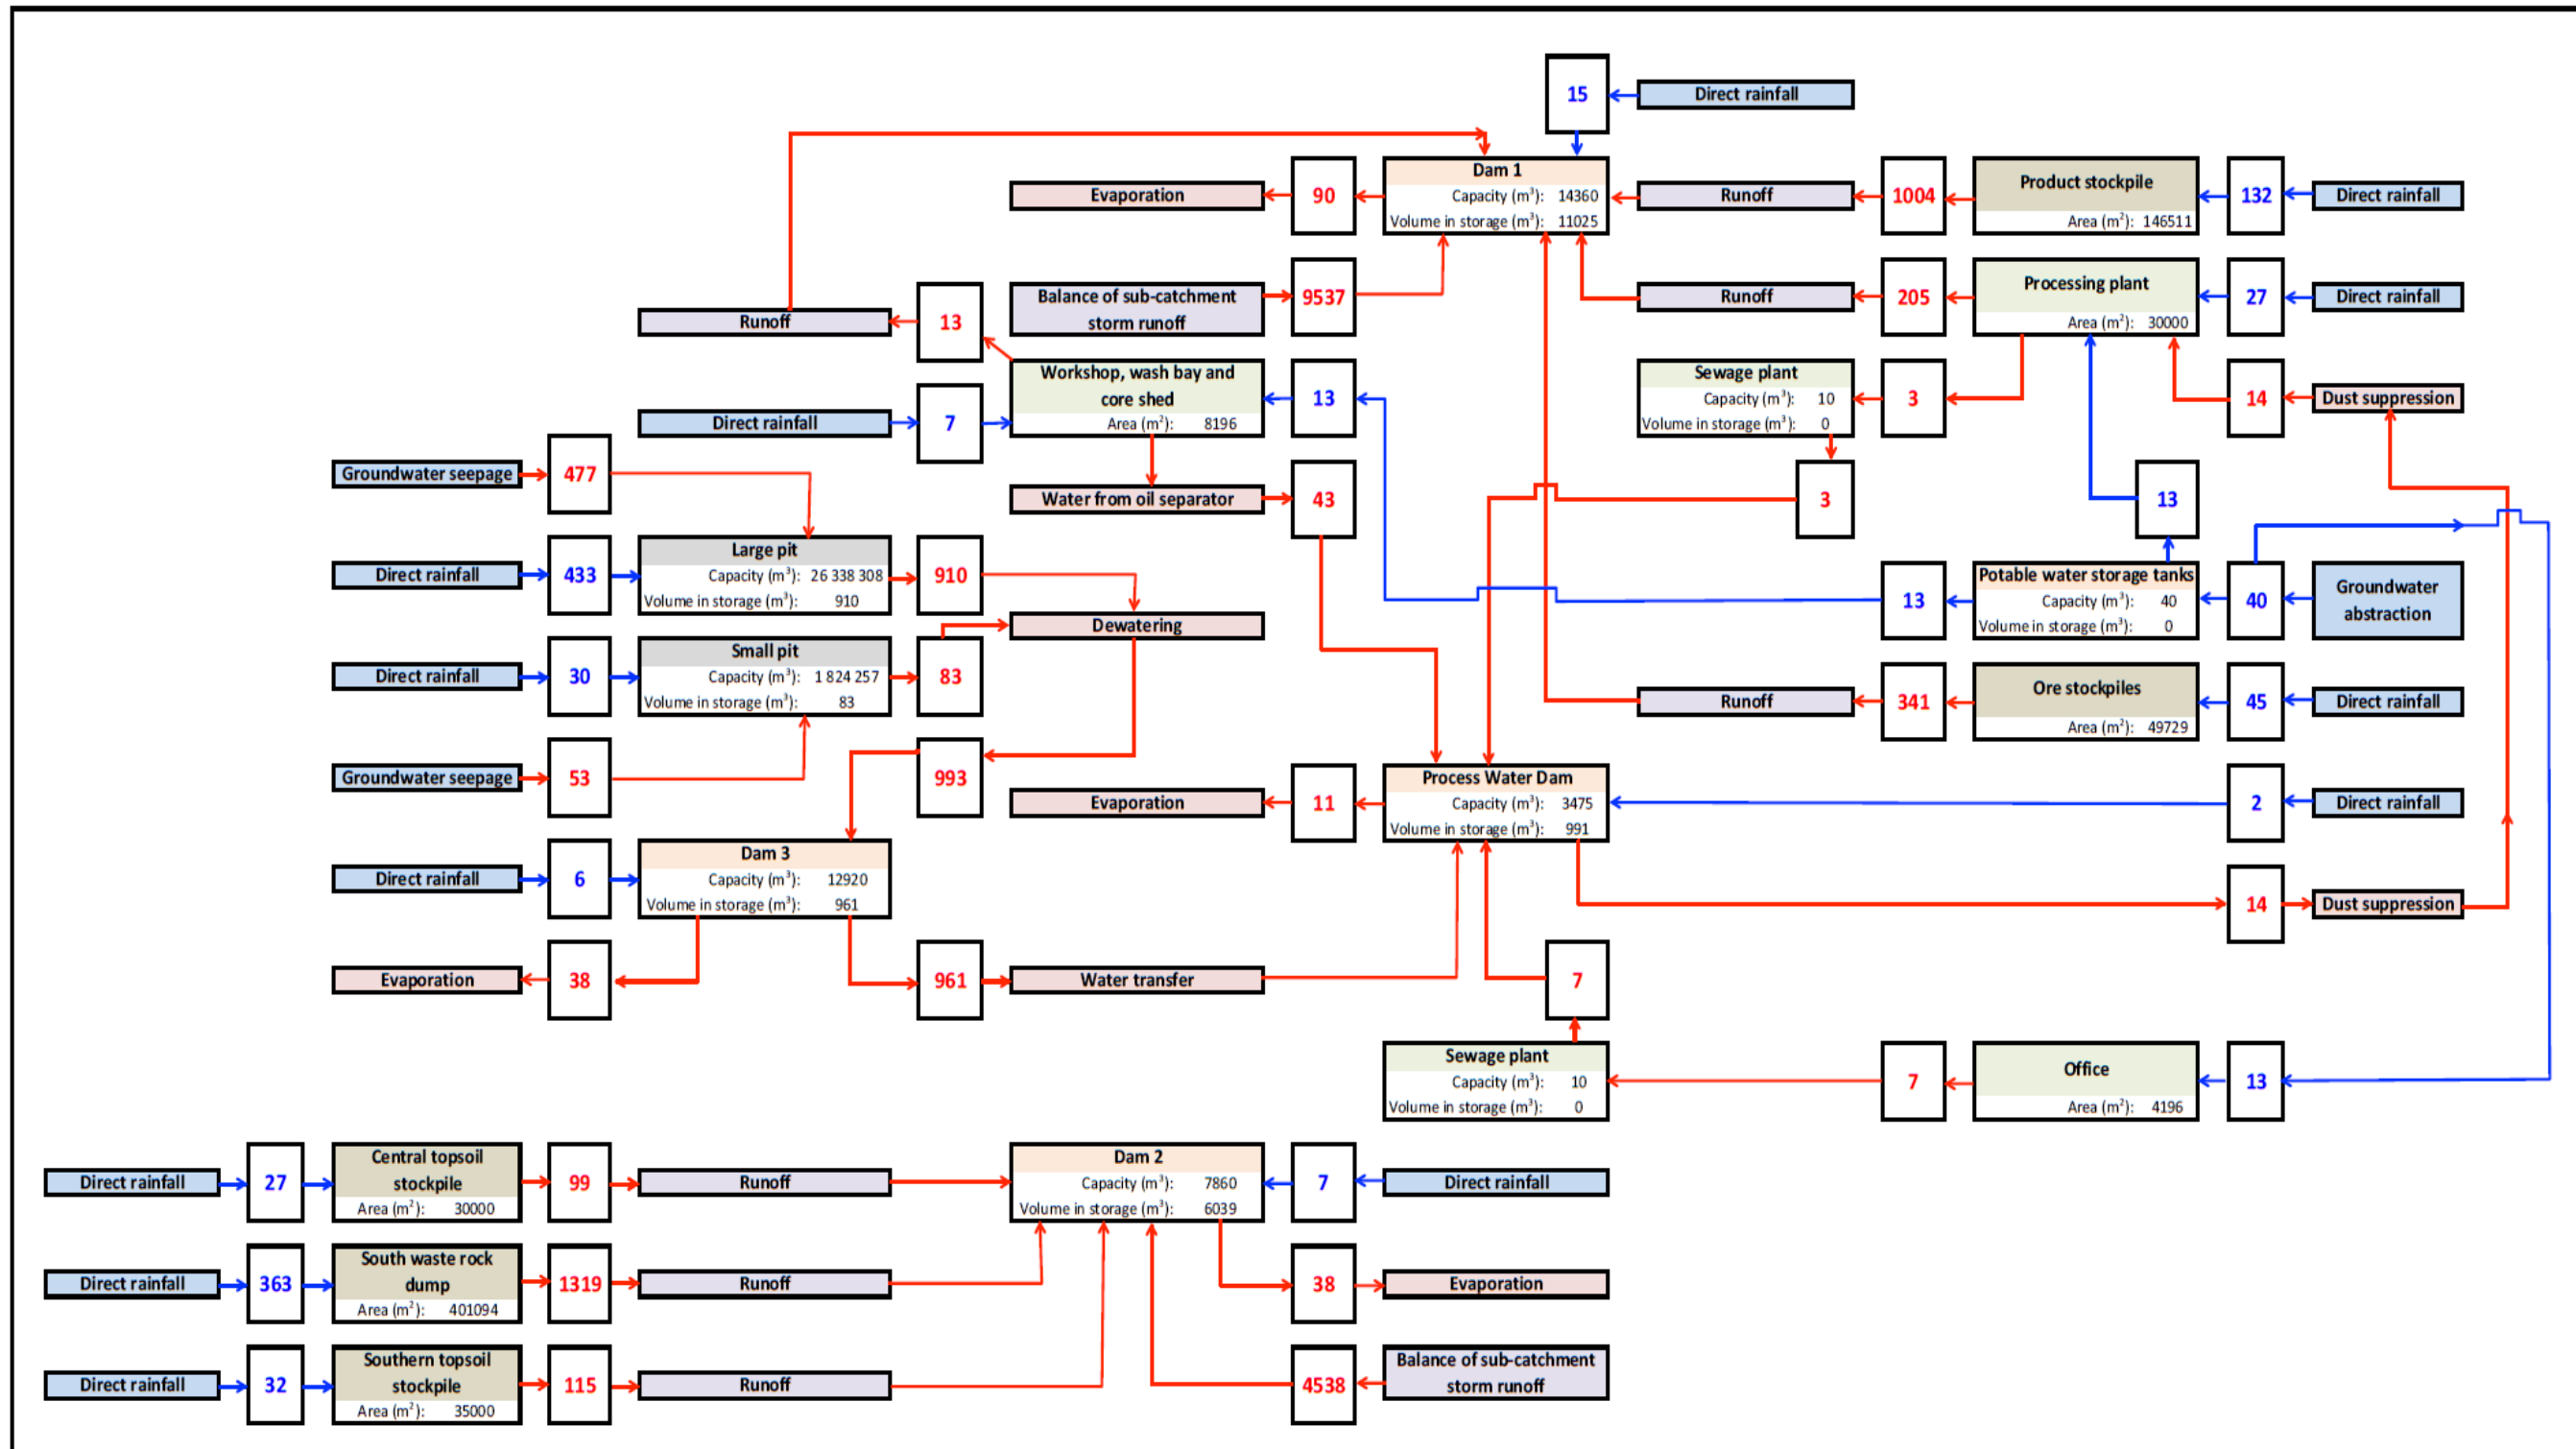 15
Direct rainfall
Evaporation
90
Dam 1
Capacity (m³): 14360
Volume in storage (m³): 11025
Runoff
1004
Product stockpile
Area (m²): 146511
132
Direct rainfall
Runoff
13
Balance of sub-catchment
storm runoff
9537
Runoff
205
Processing plant
Area (m²): 30000
27
Direct rainfall
Direct rainfall
7
Workshop, wash bay and
core shed
Area (m²): 8196
13
Sewage plant
Capacity (m³): 10
Volume in storage (m³): 0
3
14
Dust suppression
Groundwater seepage
477
Water from oil separator
43
3
13
Direct rainfall
433
Large pit
Capacity (m³): 26 338 308
Volume in storage (m³): 910
910
Dewatering
13
Potable water storage tanks
Capacity (m³): 40
Volume in storage (m³): 0
40
Groundwater
abstraction
Direct rainfall
30
Small pit
Capacity (m³): 1 824 257
Volume in storage (m³): 83
83
Runoff
341
Ore stockpiles
Area (m²): 49729
45
Direct rainfall
Groundwater seepage
53
993
Evaporation
11
Process Water Dam
Capacity (m³): 3475
Volume in storage (m³): 991
2
Direct rainfall
Direct rainfall
6
Dam 3
Capacity (m³): 12920
Volume in storage (m³): 961
14
Dust suppression
Evaporation
38
961
Water transfer
7
Sewage plant
Capacity (m³): 10
Volume in storage (m³): 0
7
Office
Area (m²): 4196
13
Direct rainfall
27
Central topsoil
stockpile
Area (m²): 30000
99
Runoff
Dam 2
Capacity (m³): 7860
Volume in storage (m³): 6039
7
Direct rainfall
Direct rainfall
363
South waste rock
dump
Area (m²): 401094
1319
Runoff
38
Evaporation
Direct rainfall
32
Southern topsoil
stockpile
Area (m²): 35000
115
Runoff
4538
Balance of sub-catchment
storm runoff